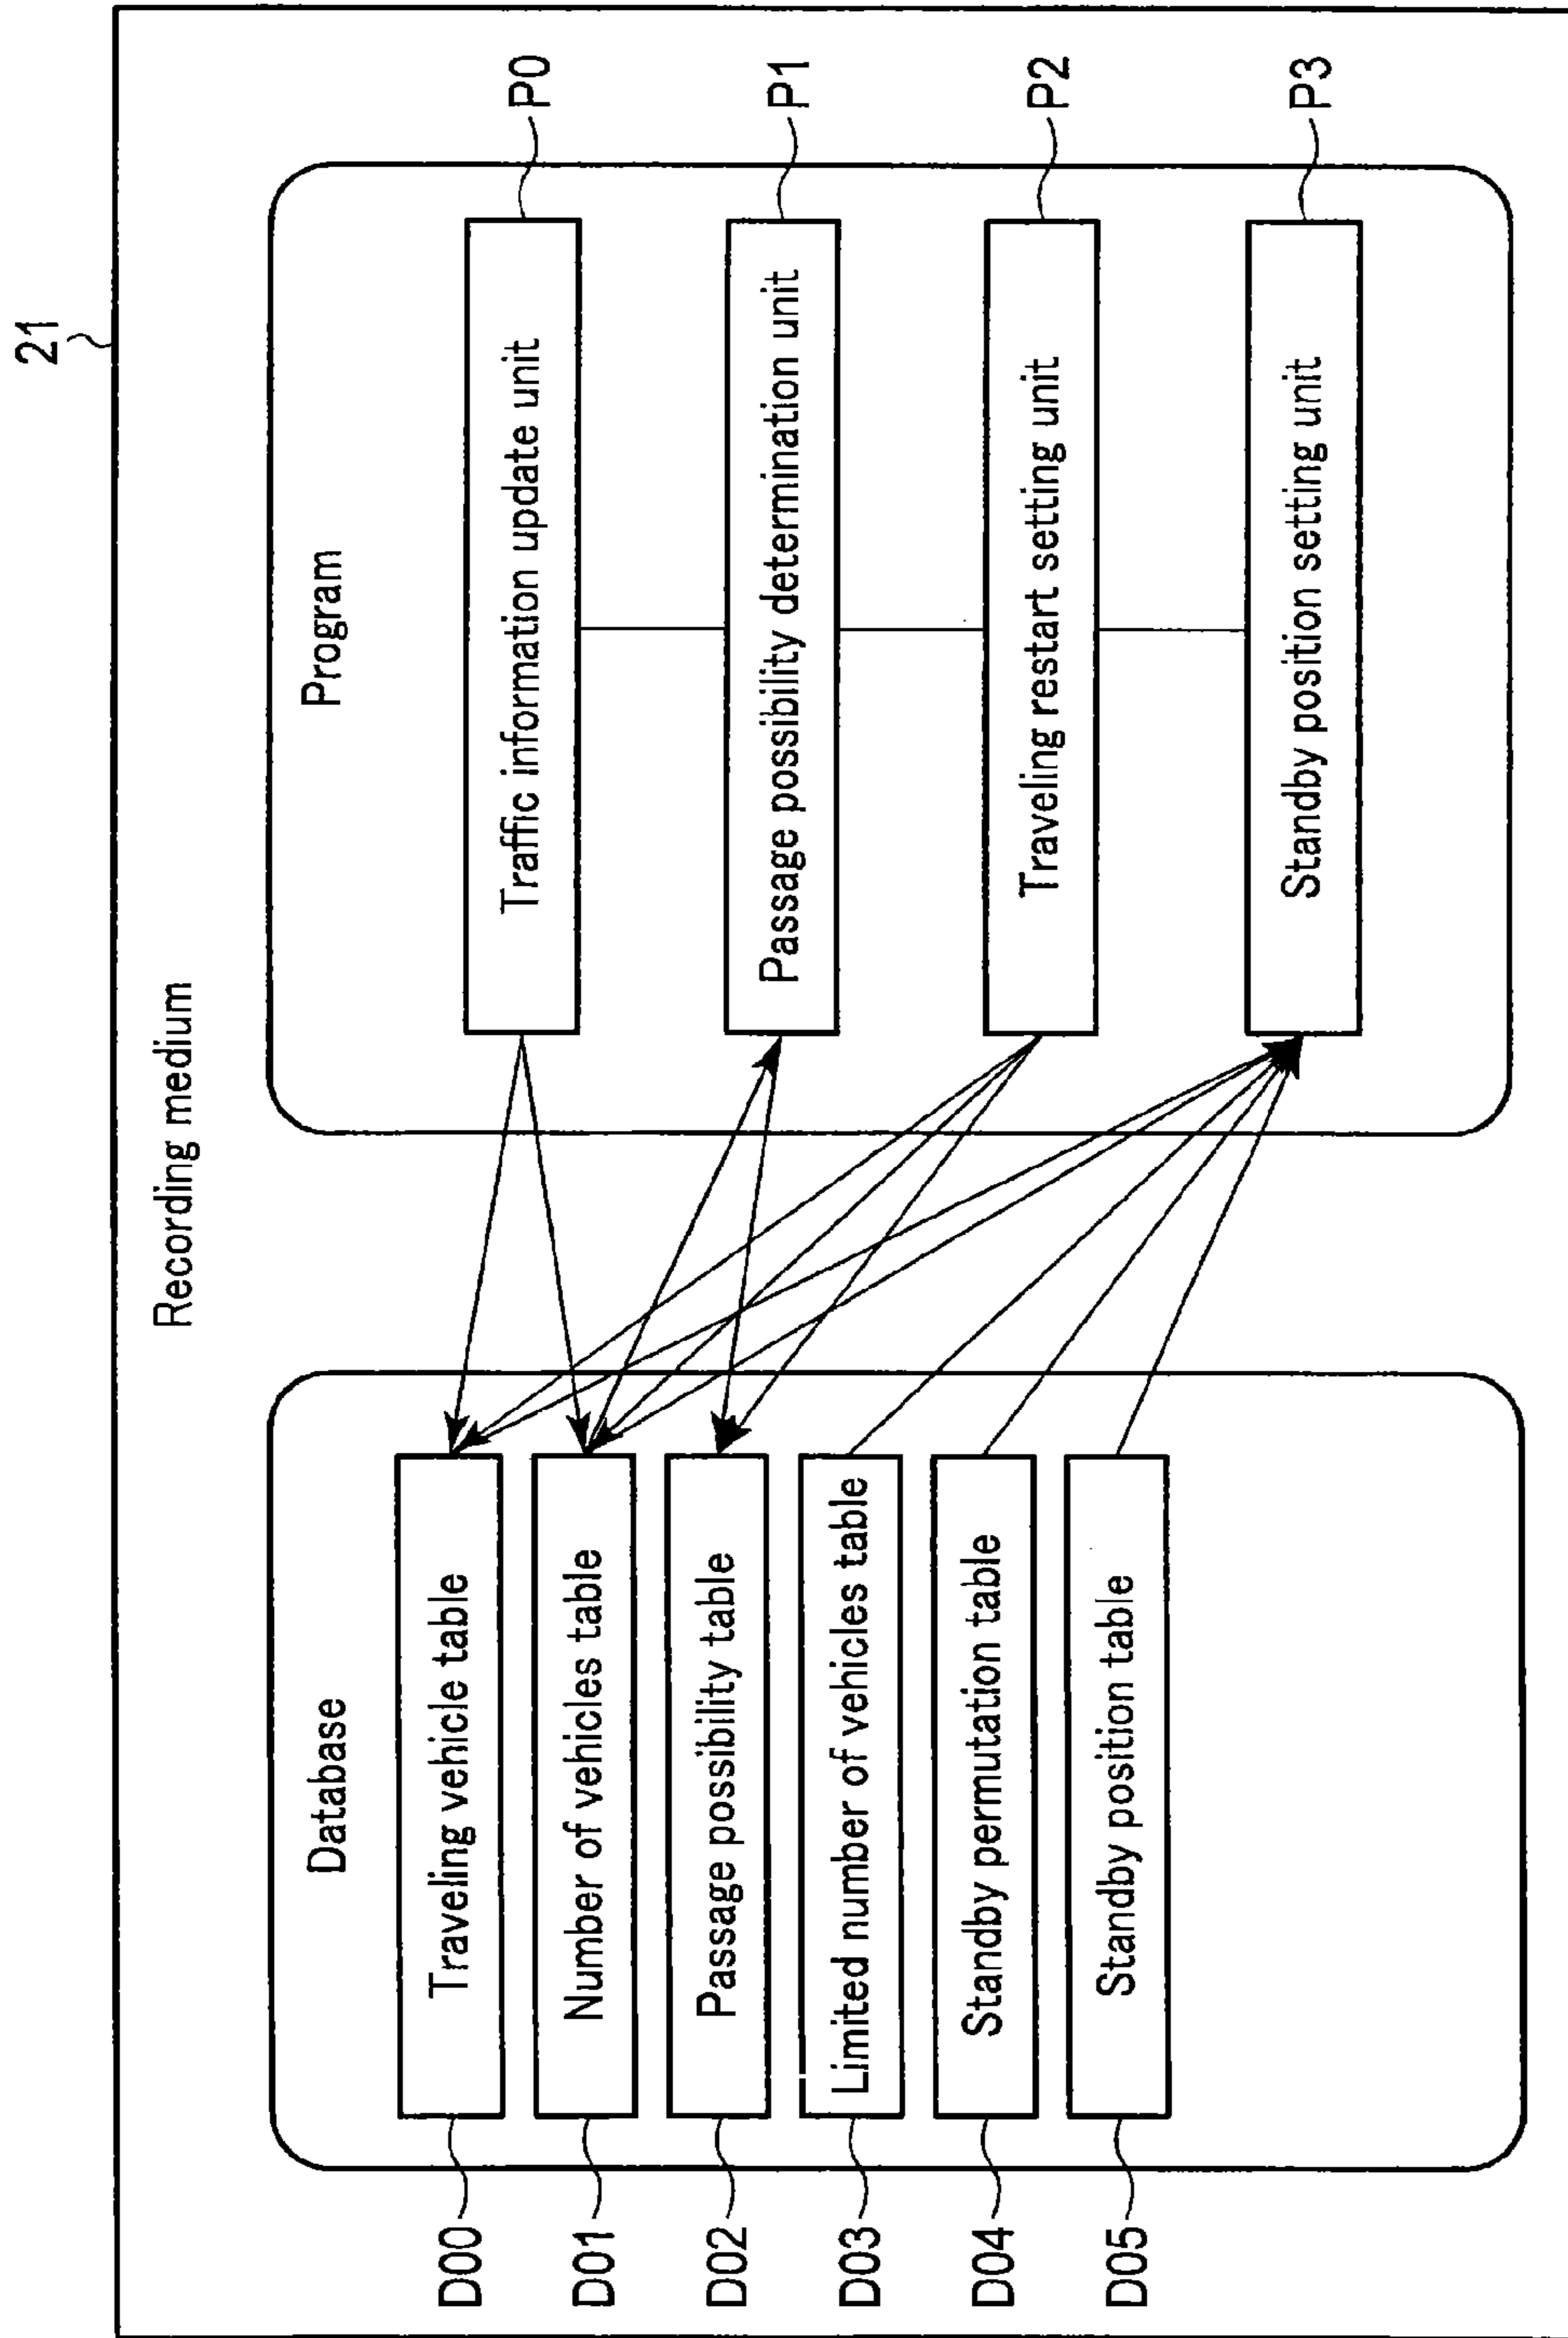 21
Recording medium
Database
D00
Traveling vehicle table
D01
Number of vehicles table
D02
Passage possibility table
D03
Limited number of vehicles table
D04
Standby permutation table
D05
Standby position table
Program
Traffic information update unit
P0
Passage possibility determination unit
P1
Traveling restart setting unit
P2
Standby position setting unit
P3